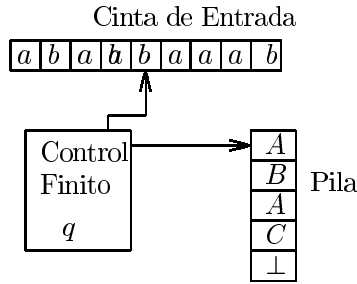 Cinta de Entrada
a b a b a a a b
Control
Finito
q
A
B
A
C
⊥
Pila